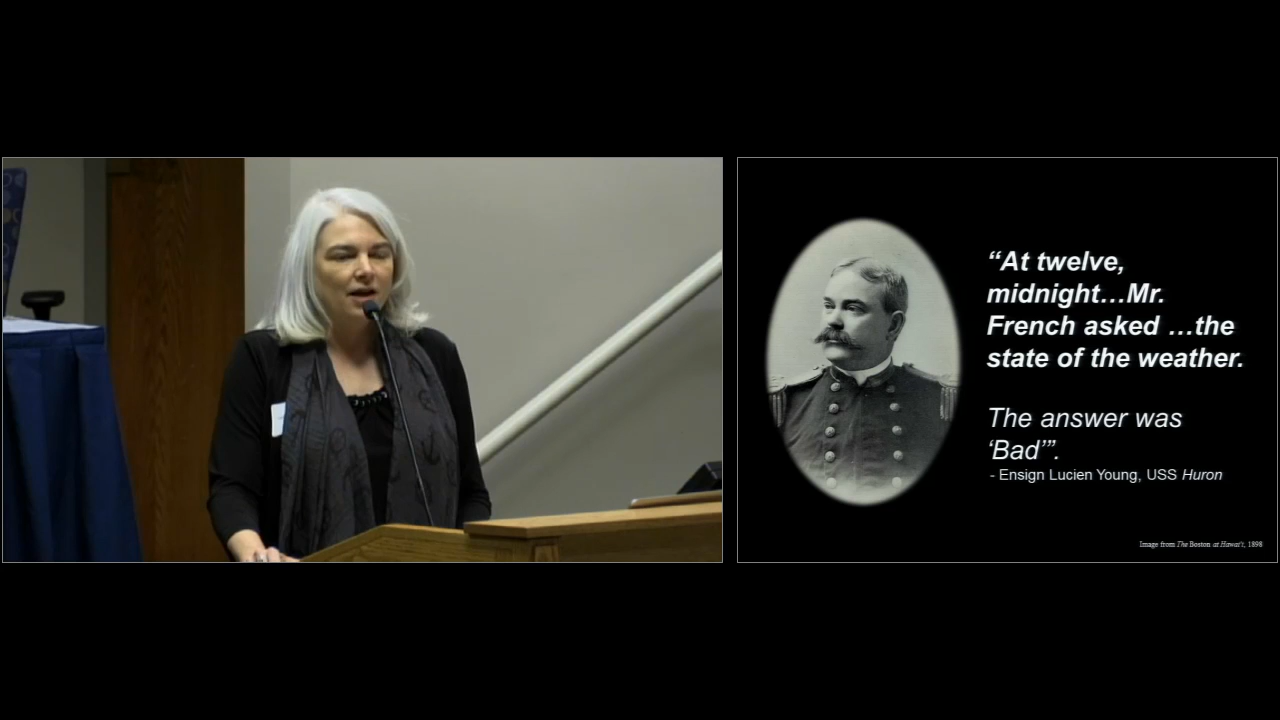 “At twelve,
midnight…Mr.
French asked …the
state of the weather.
The answer was
‘Bad’”.
- Ensign Lucien Young, USS Huron
Image from The Boston at Hawai'i, 1898